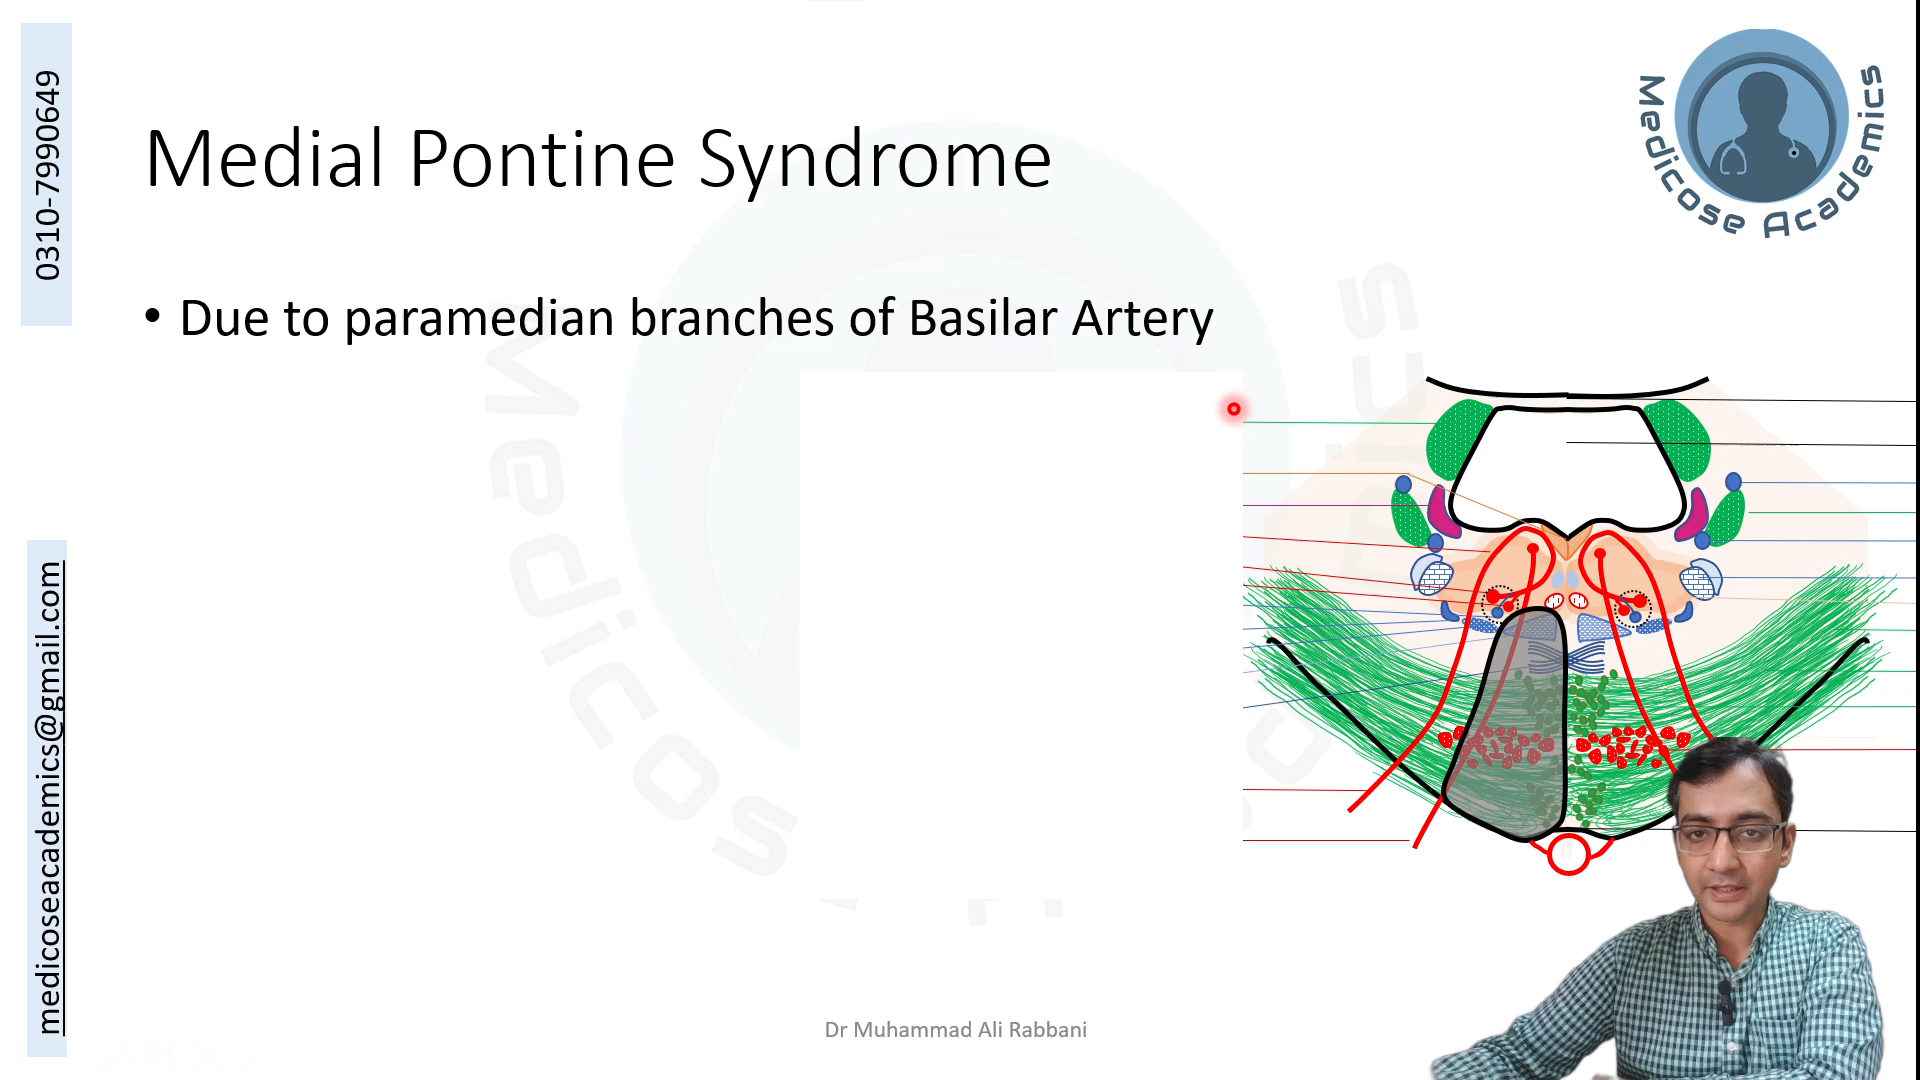 0310-7990649
medicoseacademics@gmail.com
Medical Pontine Syndrome
• Due to paramedian branches of Basilar Artery
Medicose Academics
Dr Muhammad Ali Rabbani